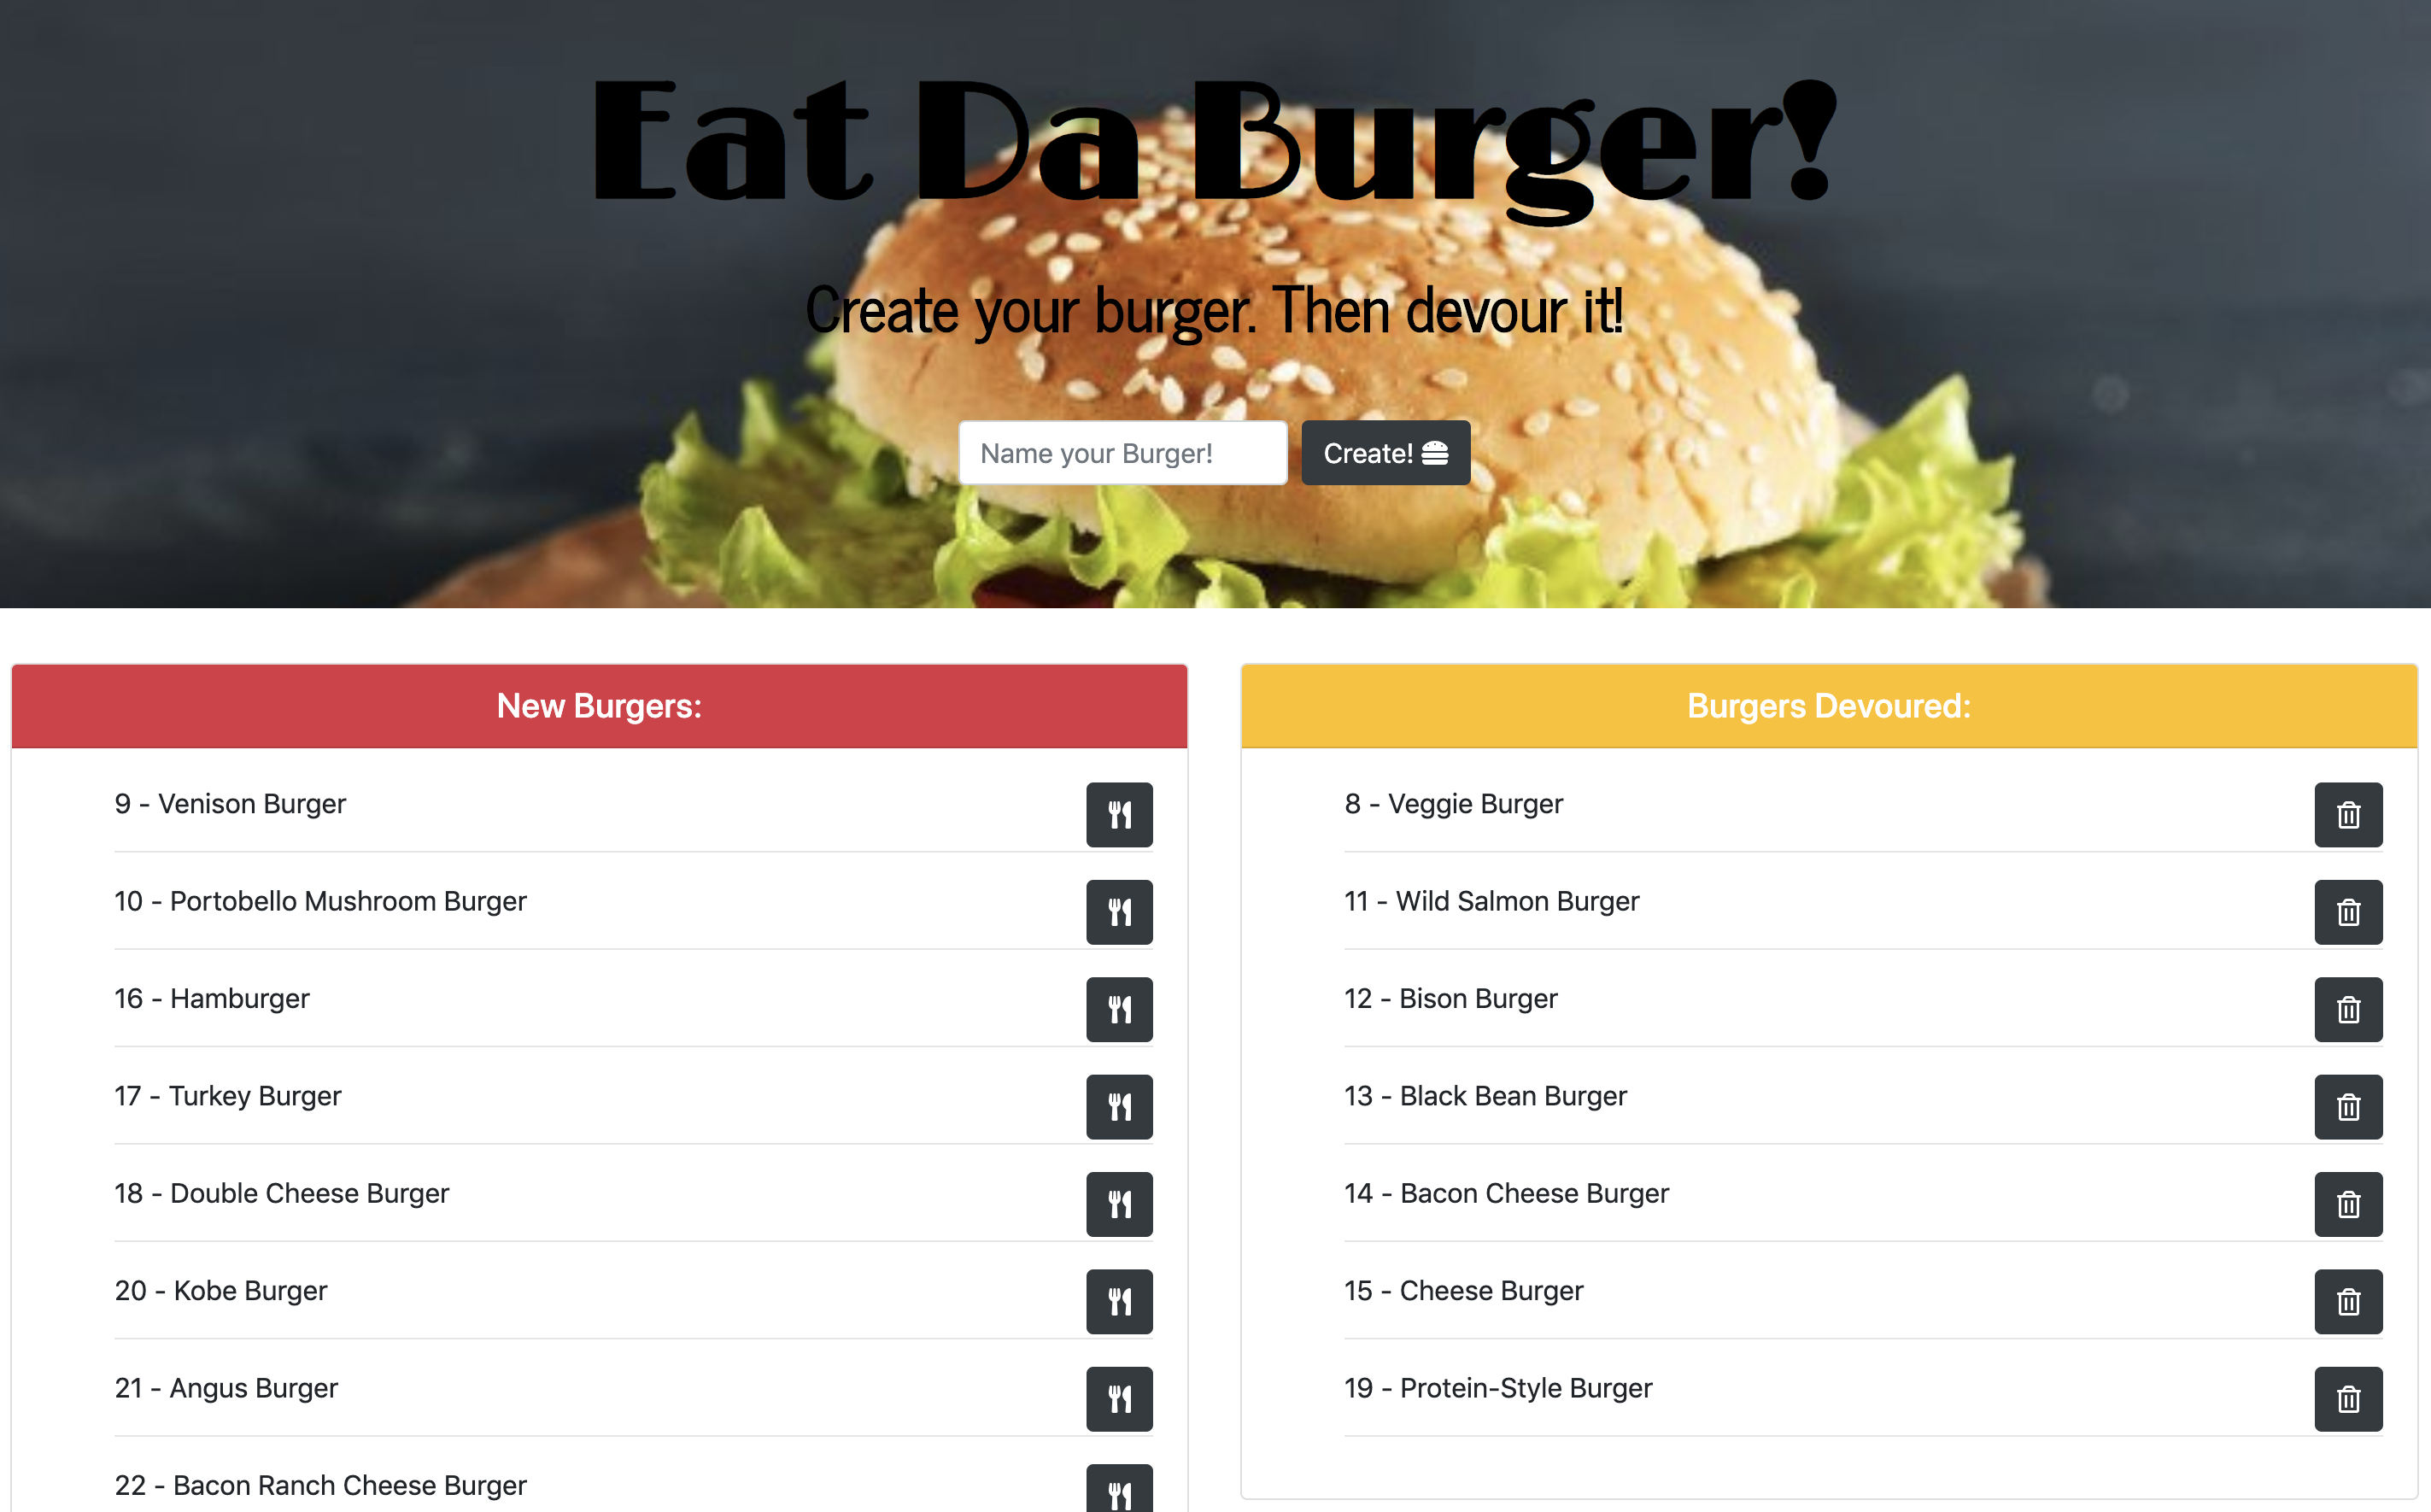 Eat Da Burger!
Create your burger. Then devour it!
Name your Burger!
Create!
New Burgers:
9 - Venison Burger
10 - Portobello Mushroom Burger
16 - Hamburger
17 - Turkey Burger
18 - Double Cheese Burger
20 - Kobe Burger
21 - Angus Burger
22 - Bacon Ranch Cheese Burger
Burgers Devoured:
8 - Veggie Burger
11 - Wild Salmon Burger
12 - Bison Burger
13 - Black Bean Burger
14 - Bacon Cheese Burger
15 - Cheese Burger
19 - Protein-Style Burger